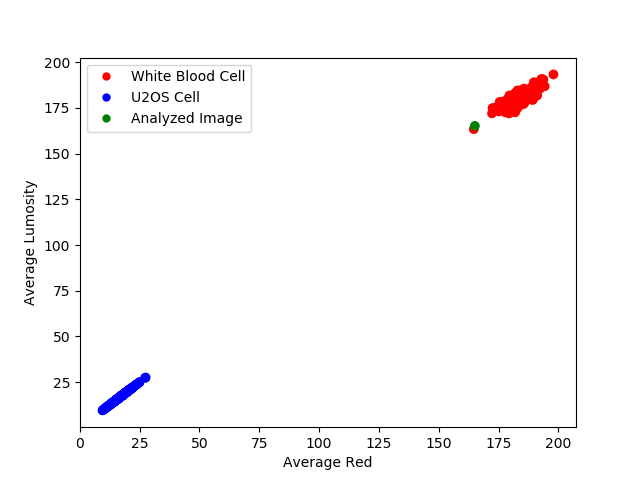 White Blood Cell
U2OS Cell
Analyzed Image
200
175
150
125
100
75
50
25
Average Lumosity
0 25 50 75 100 125 150 175 200
Average Red